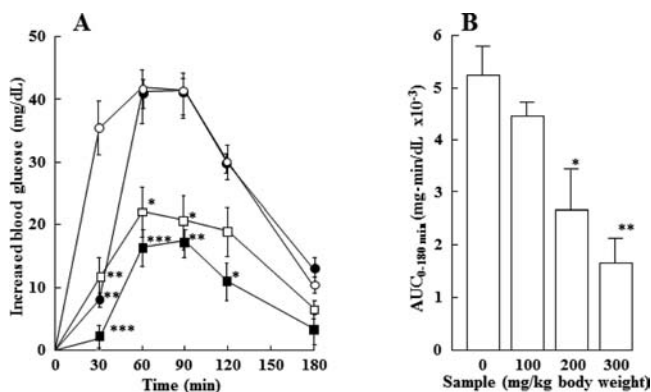 A
Increased blood glucose (mg/dL)
50
40
30
20
10
0
**
**
***
*
***
*
**
*
0 30 60 90 120 180
Time (min)
B
AUC0-180 min (mg·min/dL x10-3)
6
5
4
3
2
1
0
*
**
0 100 200 300
Sample (mg/kg body weight)